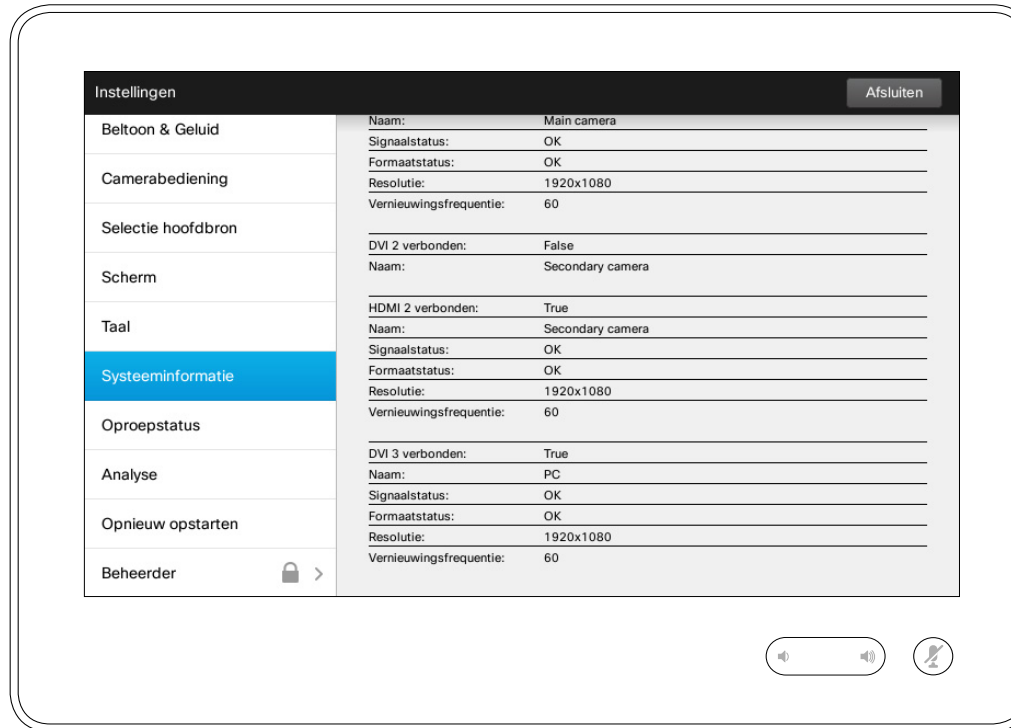 Instellingen
Afsluiten
Beltoon & Geluid
Camerabediening
Selectie hoofdbron
Scherm
Taal
Systeeminformatie
Oproepstatus
Analyse
Opnieuw opstarten
Beheerder
Naam: Main camera
Signaalstatus: OK
Formaatstatus: OK
Resolutie: 1920x1080
Vernieuwingsfrequentie: 60
DVI 2 verbonden: False
Naam: Secondary camera
HDMI 2 verbonden: True
Naam: Secondary camera
Signaalstatus: OK
Formaatstatus: OK
Resolutie: 1920x1080
Vernieuwingsfrequentie: 60
DVI 3 verbonden: True
Naam: PC
Signaalstatus: OK
Formaatstatus: OK
Resolutie: 1920x1080
Vernieuwingsfrequentie: 60